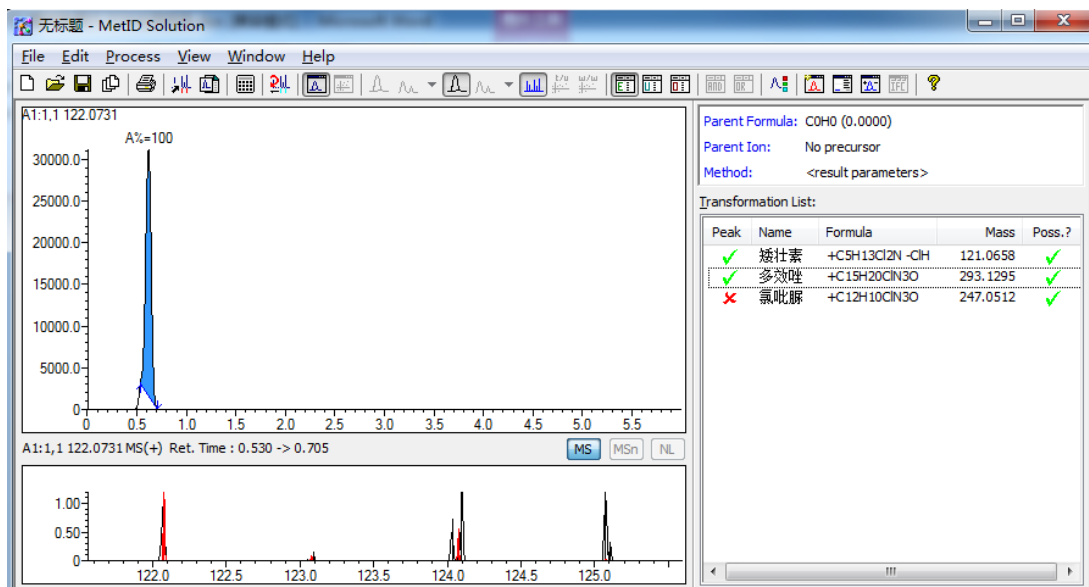 无标题 - MetID Solution
File Edit Process View Window Help
A1:1,1 122.0731
A%=100
30000.0
25000.0
20000.0
15000.0
10000.0
5000.0
0
0 0.5 1.0 1.5 2.0 2.5 3.0 3.5 4.0 4.5 5.0 5.5
A1:1,1 122.0731 MS(+) Ret. Time : 0.530 -> 0.705 MS MSn NL
1.00
0.50
0
122.0 122.5 123.0 123.5 124.0 124.5 125.0
Parent Formula: C0H0 (0.0000)
Parent Ion: No precursor
Method: <result parameters>
Transformation List:
Peak Name Formula Mass Poss.?
矮壮素 +C5H13Cl2N -ClH 121.0658
多效唑 +C15H20ClN3O 293.1295
氯吡脲 +C12H10ClN3O 247.0512